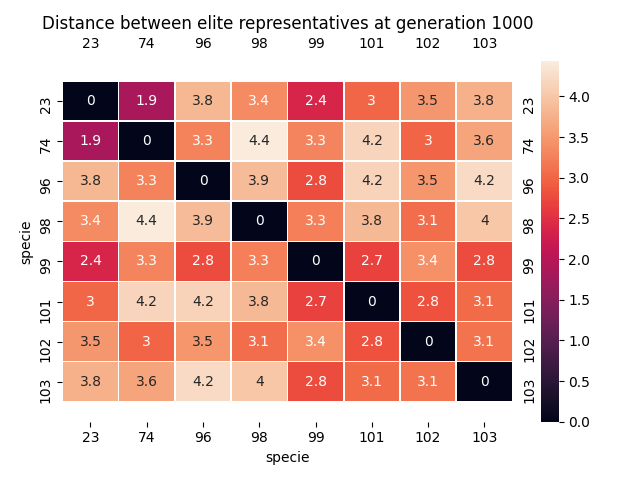 Distance between elite representatives at generation 1000
23 74 96 98 99 101 102 103
23 0 1.9 3.8 3.4 2.4 3 3.5 3.8 23
74 1.9 0 3.3 4.4 3.3 4.2 3 3.6 74
96 3.8 3.3 0 3.9 2.8 4.2 3.5 4.2 96
98 3.4 4.4 3.9 0 3.3 3.8 3.1 4 98
99 2.4 3.3 2.8 3.3 0 2.7 3.4 2.8 99
101 3 4.2 4.2 3.8 2.7 0 2.8 3.1 101
102 3.5 3 3.5 3.1 3.4 2.8 0 3.1 102
103 3.8 3.6 4.2 4 2.8 3.1 3.1 0 103
23 74 96 98 99 101 102 103
specie
specie
4.0
3.5
3.0
2.5
2.0
1.5
1.0
0.5
0.0